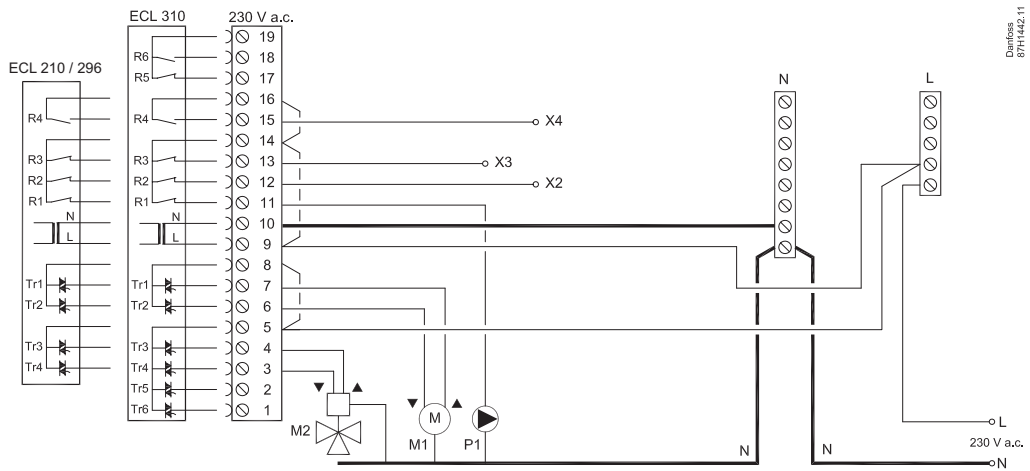 Danfoss
87H1442.11
ECL 310
230 V a.c.
ECL 210 / 296
N
L
19
R6
18
R5
17
16
R4
R4
15
X4
14
R3
R3
13
X3
R2
R2
12
X2
R1
R1
11
N
N
10
L
L
9
8
Tr1
Tr1
7
Tr2
Tr2
6
5
Tr3
Tr3
4
Tr4
Tr4
3
Tr5
2
Tr6
1
M2
M
M1
P1
N
N
L
230 V a.c.
N